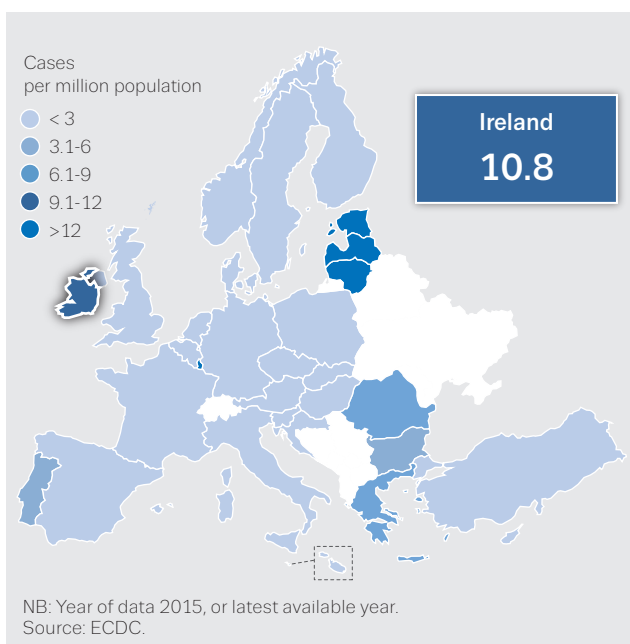 Cases
per million population
< 3
3.1-6
6.1-9
9.1-12
>12
Ireland
10.8
NB: Year of data 2015, or latest available year.
Source: ECDC.